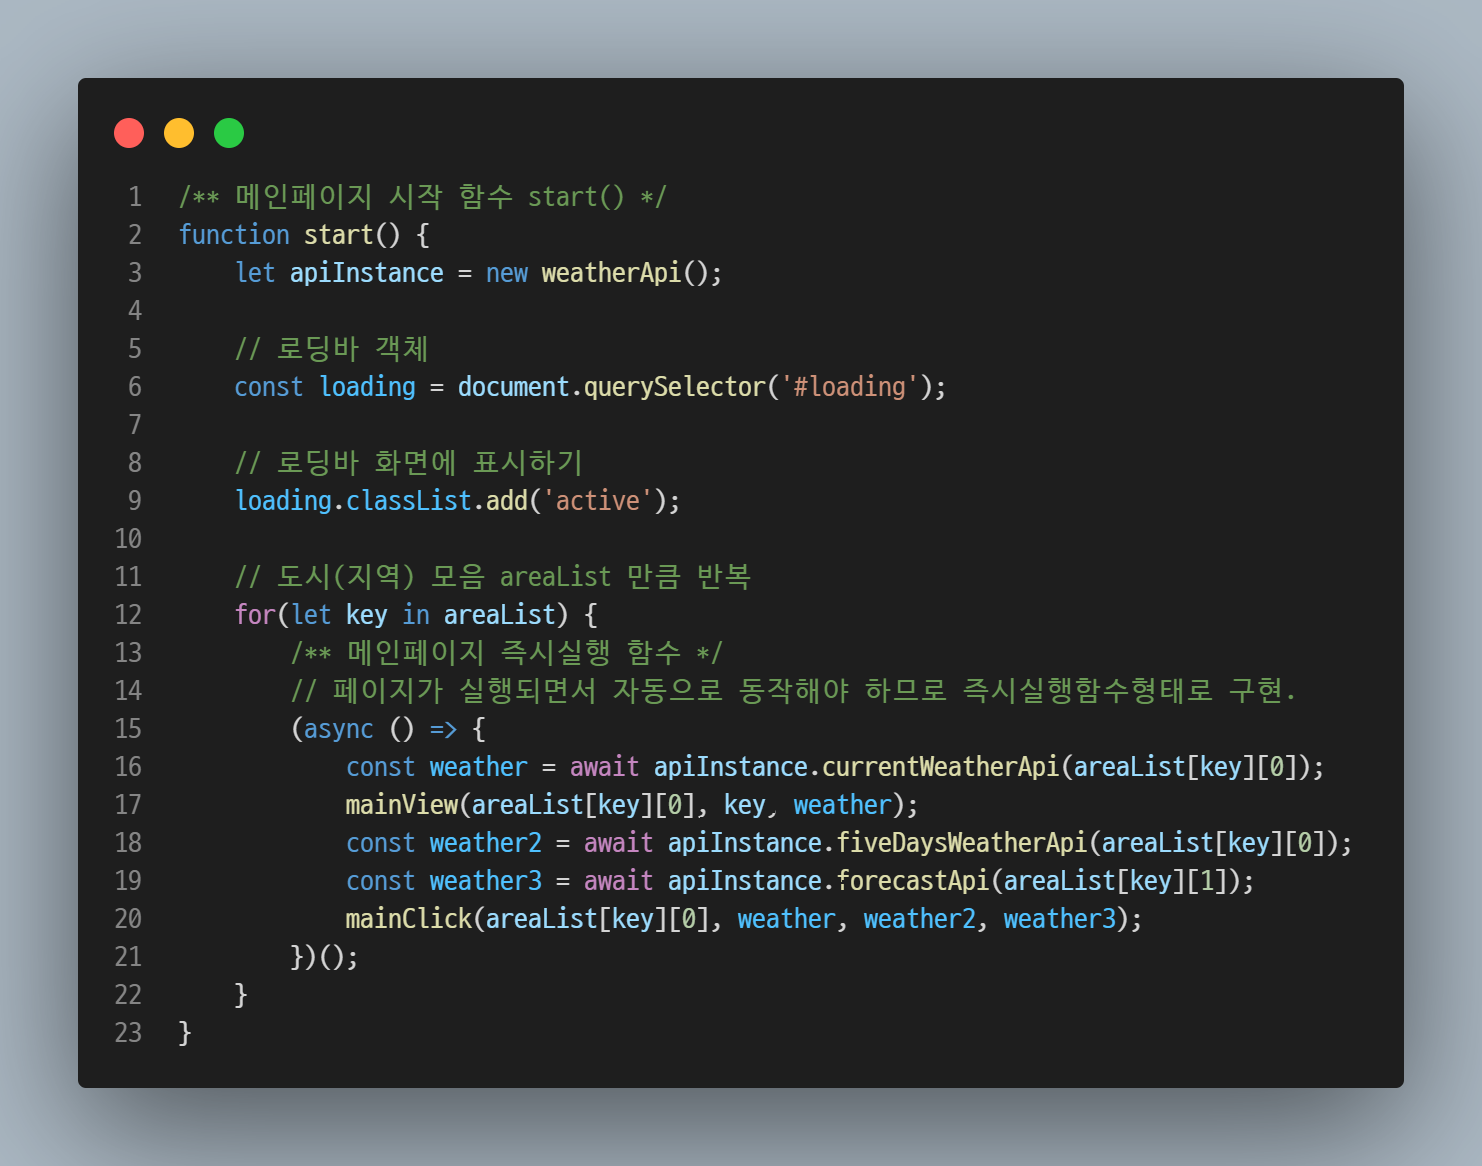 1 /** 메인페이지 시작 함수 start() */
2 function start() {
3     let apiInstance = new weatherApi();
4
5     // 로딩바 객체
6     const loading = document.querySelector('#loading');
7
8     // 로딩바 화면에 표시하기
9     loading.classList.add('active');
10
11     // 도시(지역) 모음 areaList 만큼 반복
12     for(let key in areaList) {
13         /** 메인페이지 즉시실행 함수 */
14         // 페이지가 실행되면서 자동으로 동작해야 하므로 즉시실행함수형태로 구현.
15         (async () => {
16             const weather = await apiInstance.currentWeatherApi(areaList[key][0]);
17             mainView(areaList[key][0], key, weather);
18             const weather2 = await apiInstance.fiveDaysWeatherApi(areaList[key][0]);
19             const weather3 = await apiInstance.forecastApi(areaList[key][1]);
20             mainClick(areaList[key][0], weather, weather2, weather3);
21         })();
22     }
23 }